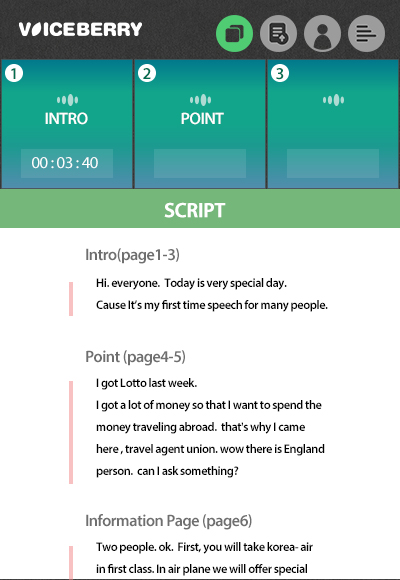 VOICEBERRY
1
2
3
INTRO
POINT
00:03:40
SCRIPT
Intro(page1-3)
Hi. everyone. Today is very special day.
Cause It's my first time speech for many people.
Point (page4-5)
I got Lotto last week.
I got a lot of money so that I want to spend the
money traveling abroad. that's why I came
here , travel agent union. wow there is England
person. can I ask something?
Information Page (page6)
Two people. ok. First, you will take korea- air
in first class. In air plane we will offer special